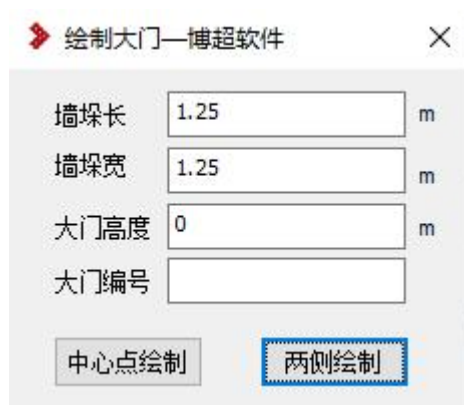 绘制大门—博超软件
墙垛长 1.25 m
墙垛宽 1.25 m
大门高度 0 m
大门编号
中心点绘制 两侧绘制